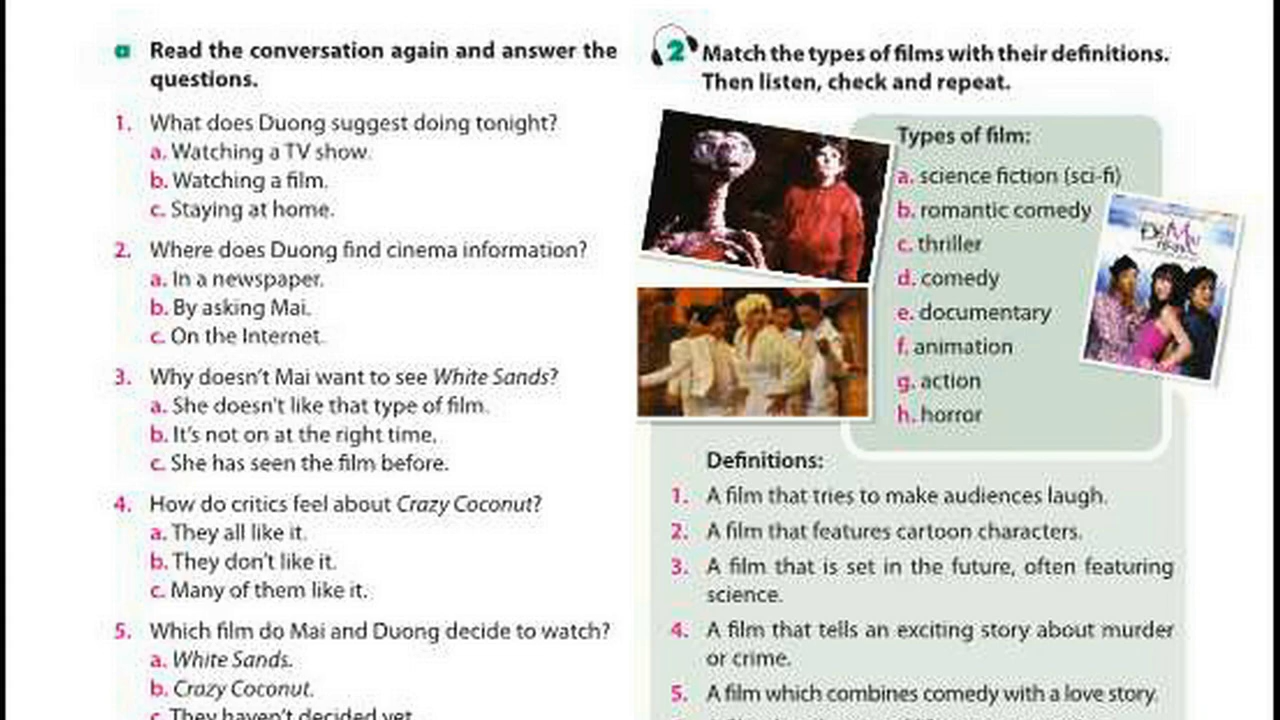 a Read the conversation again and answer the
questions.
1. What does Duong suggest doing tonight?
a. Watching a TV show.
b. Watching a film.
c. Staying at home.
2. Where does Duong find cinema information?
a. In a newspaper.
b. By asking Mai.
c. On the Internet.
3. Why doesn't Mai want to see White Sands?
a. She doesn't like that type of film.
b. It's not on at the right time.
c. She has seen the film before.
4. How do critics feel about Crazy Coconut?
a. They all like it.
b. They don't like it.
c. Many of them like it.
5. Which film do Mai and Duong decide to watch?
a. White Sands.
b. Crazy Coconut.
c. They haven't decided yet.
2 Match the types of films with their definitions.
Then listen, check and repeat.
Types of film:
a. science fiction (sci-fi)
b. romantic comedy
c. thriller
d. comedy
e. documentary
f. animation
g. action
h. horror
Definitions:
1. A film that tries to make audiences laugh.
2. A film that features cartoon characters.
3. A film that is set in the future, often featuring
science.
4. A film that tells an exciting story about murder
or crime.
5. A film which combines comedy with a love story.